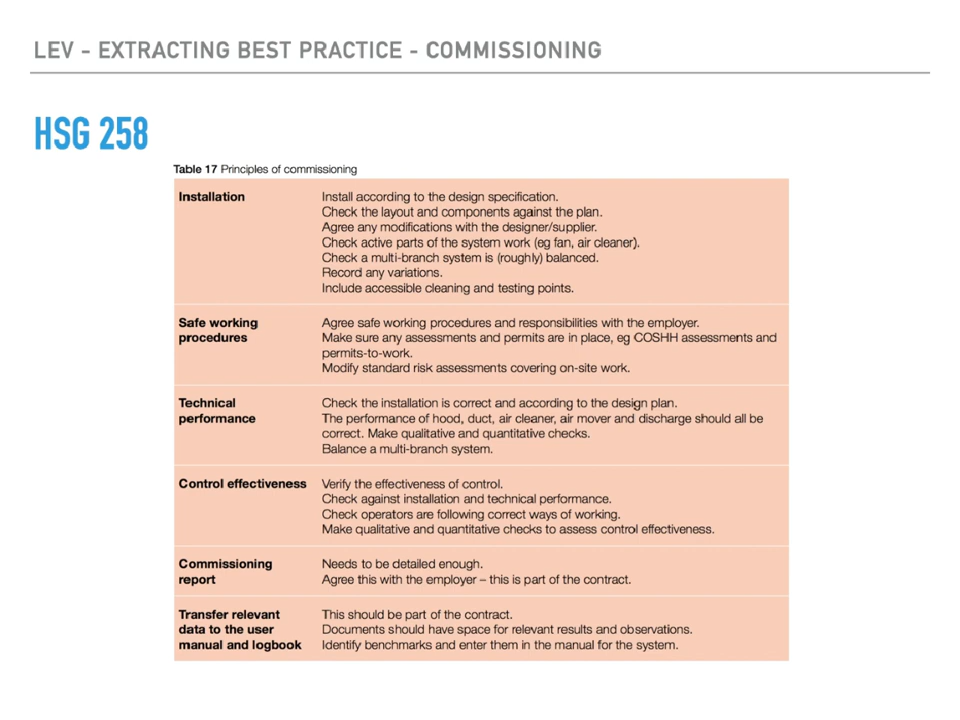 LEV - EXTRACTING BEST PRACTICE - COMMISSIONING
HSG 258
Table 17 Principles of commissioning
Installation
Install according to the design specification.
Check the layout and components against the plan.
Agree any modifications with the designer/supplier.
Check active parts of the system work (eg fan, air cleaner).
Check a multi-branch system is (roughly) balanced.
Record any variations.
Include accessible cleaning and testing points.
Safe working
procedures
Agree safe working procedures and responsibilities with the employer.
Make sure any assessments and permits are in place, eg COSHH assessments and
permits-to-work.
Modify standard risk assessments covering on-site work.
Technical
performance
Check the installation is correct and according to the design plan.
The performance of hood, duct, air cleaner, air mover and discharge should all be
correct. Make qualitative and quantitative checks.
Balance a multi-branch system.
Control effectiveness
Verify the effectiveness of control.
Check against installation and technical performance.
Check operators are following correct ways of working.
Make qualitative and quantitative checks to assess control effectiveness.
Commissioning
report
Needs to be detailed enough.
Agree this with the employer – this is part of the contract.
Transfer relevant
data to the user
manual and logbook
This should be part of the contract.
Documents should have space for relevant results and observations.
Identify benchmarks and enter them in the manual for the system.